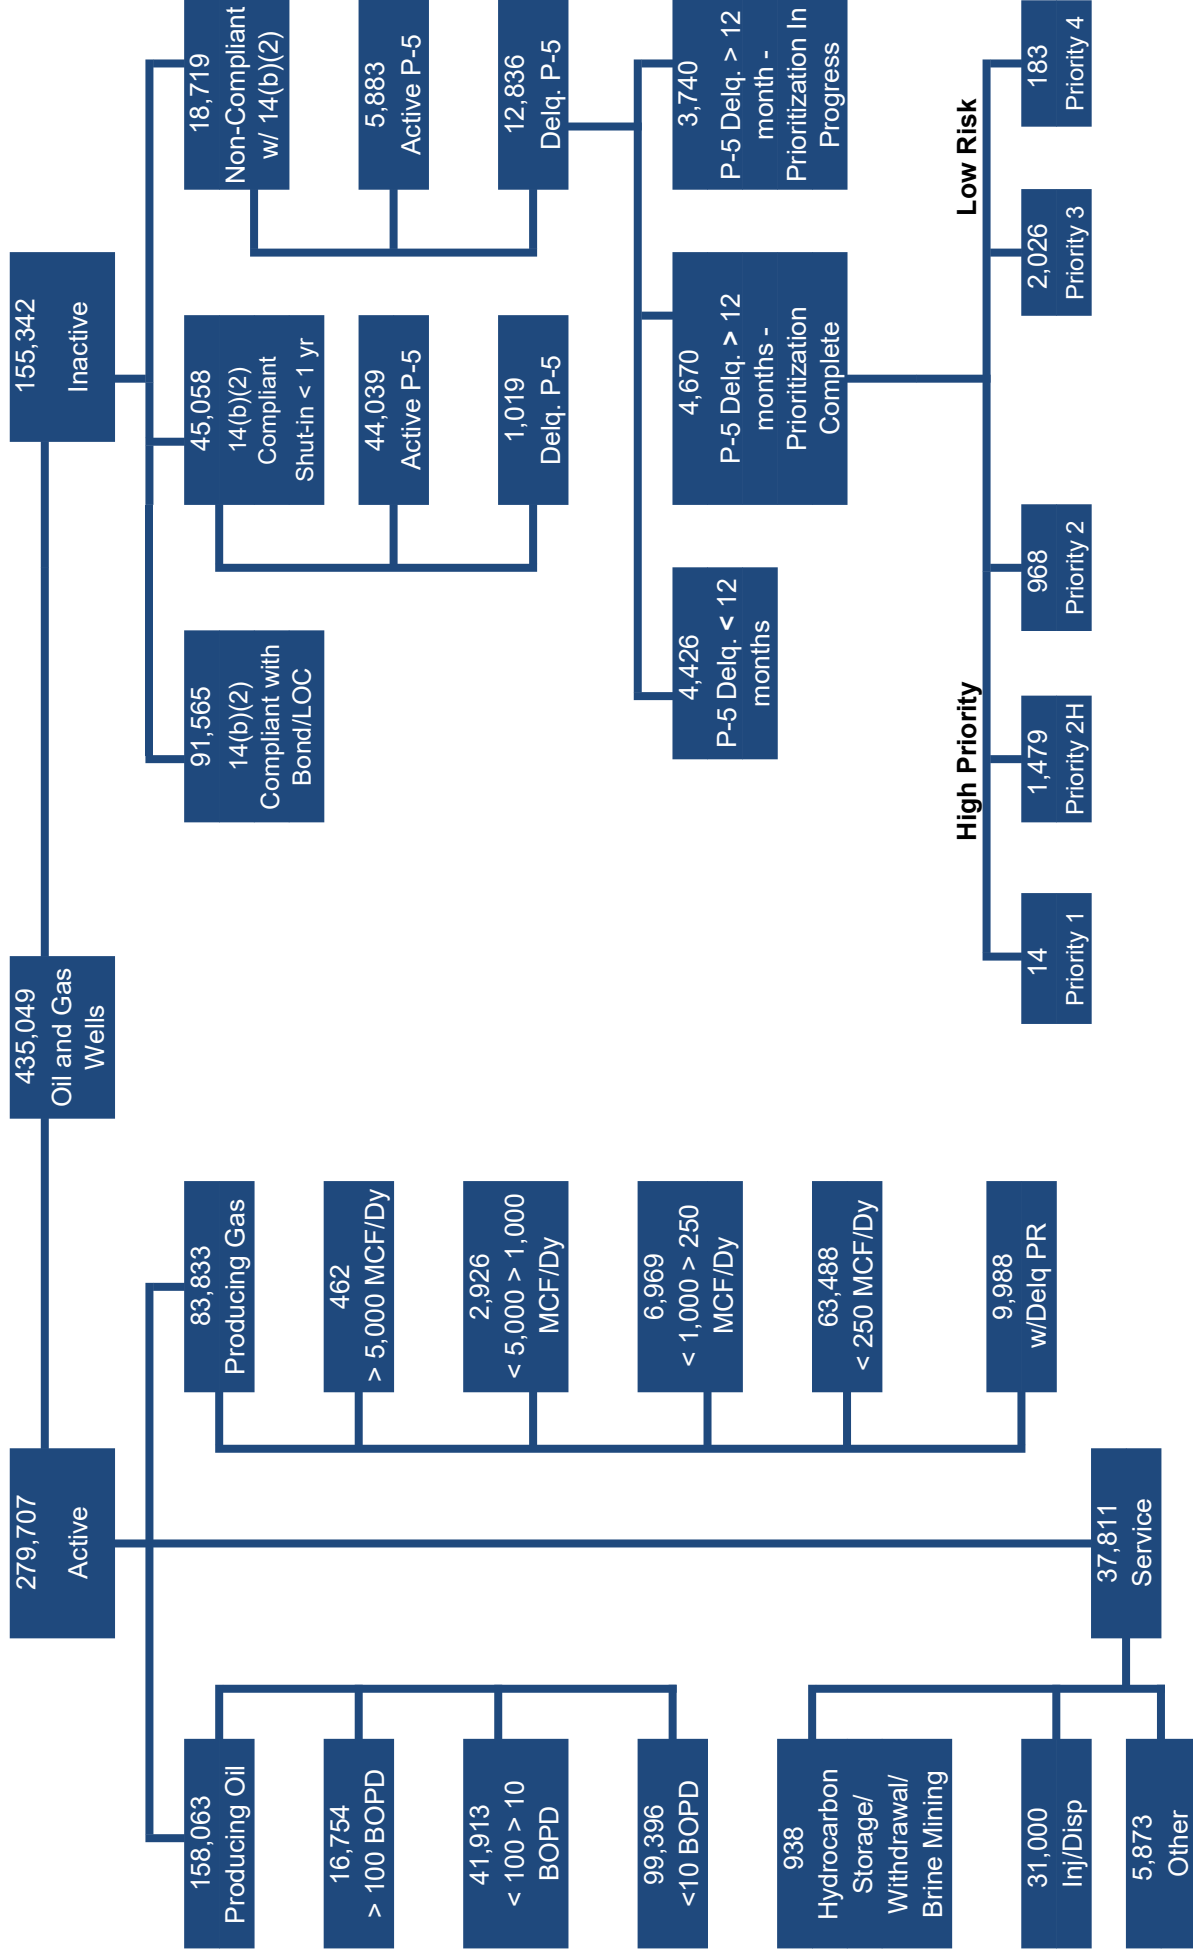 435,049
Oil and Gas
Wells
279,707
Active
155,342
Inactive
158,063
Producing Oil
16,754
> 100 BOPD
41,913
< 100 > 10
BOPD
99,396
<10 BOPD
83,833
Producing Gas
462
> 5,000 MCF/Dy
2,926
< 5,000 > 1,000
MCF/Dy
6,969
< 1,000 > 250
MCF/Dy
63,488
< 250 MCF/Dy
9,988
w/Delq PR
37,811
Service
938
Hydrocarbon
Storage/
Withdrawal/
Brine Mining
31,000
Inj/Disp
5,873
Other
91,565
14(b)(2)
Compliant with
Bond/LOC
45,058
14(b)(2)
Compliant
Shut-in < 1 yr
44,039
Active P-5
1,019
Delq. P-5
18,719
Non-Compliant
w/ 14(b)(2)
5,883
Active P-5
12,836
Delq. P-5
4,426
P-5 Delq. < 12
months
4,670
P-5 Delq. > 12
months -
Prioritization
Complete
3,740
P-5 Delq. > 12
month -
Prioritization In
Progress
High Priority
Low Risk
14
Priority 1
1,479
Priority 2H
968
Priority 2
2,026
Priority 3
183
Priority 4